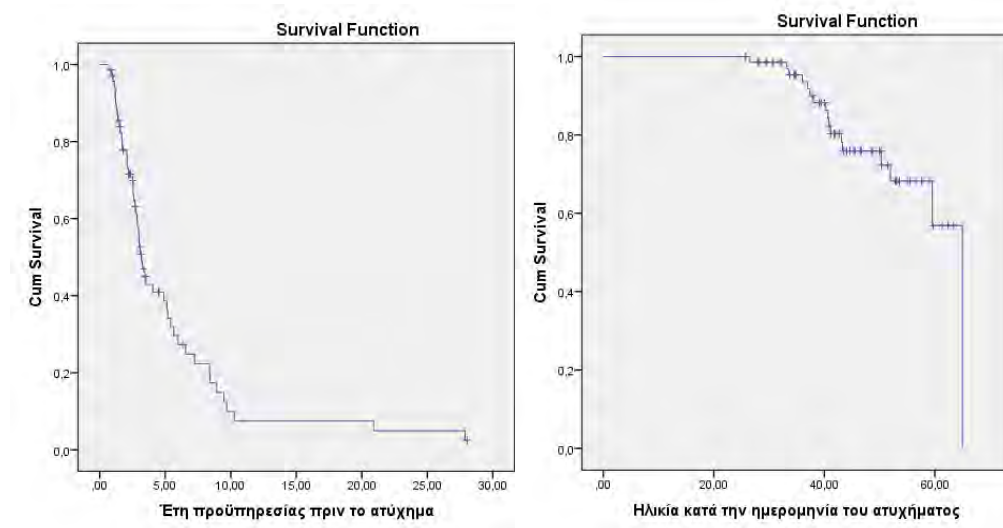 Survival Function
Cum Survival
1,0
0,8
0,6
0,4
0,2
0,0
,00 5,00 10,00 15,00 20,00 25,00 30,00
Έτη προϋπηρεσίας πριν το ατύχημα
Survival Function
Cum Survival
1,0
0,8
0,6
0,4
0,2
0,0
,00 20,00 40,00 60,00
Ηλικία κατά την ημερομηνία του ατυχήματος